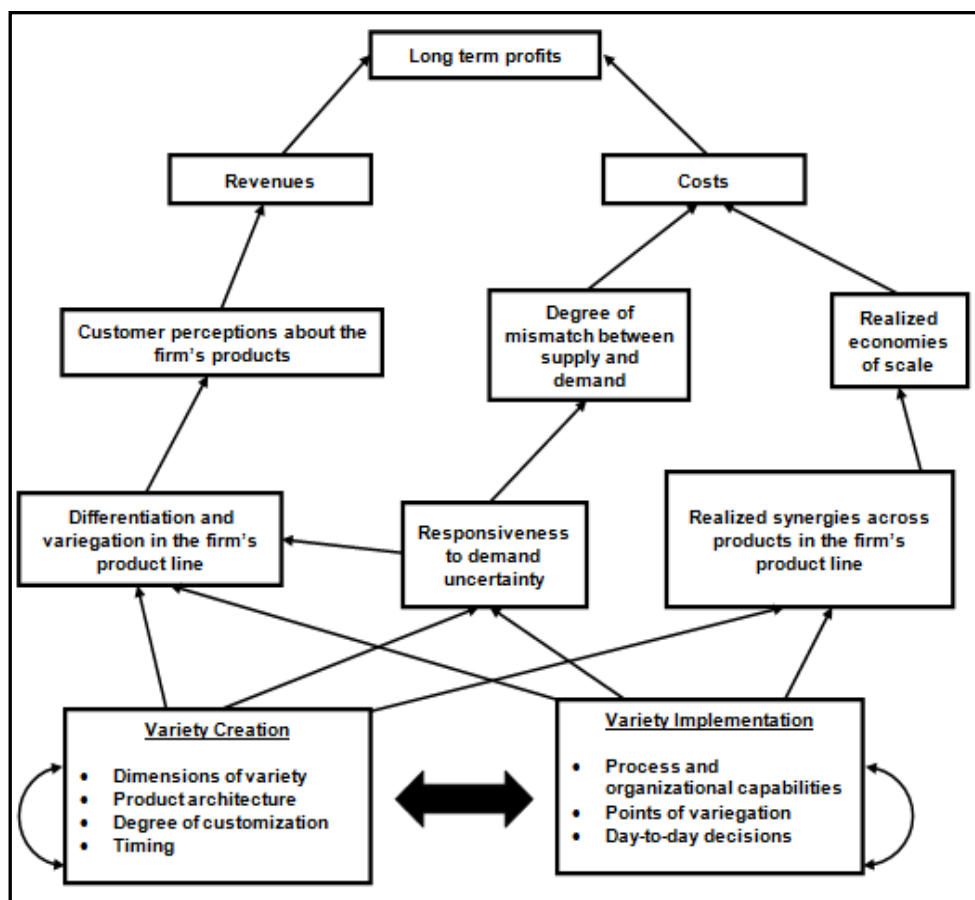 Long term profits
Revenues
Costs
Customer perceptions about the
firm's products
Degree of
mismatch between
supply and
demand
Realized
economies
of scale
Differentiation and
variegation in the firm's
product line
Responsiveness
to demand
uncertainty
Realized synergies across
products in the firm's
product line
Variety Creation
• Dimensions of variety
• Product architecture
• Degree of customization
• Timing
Variety Implementation
• Process and
organizational capabilities
• Points of variegation
• Day-to-day decisions